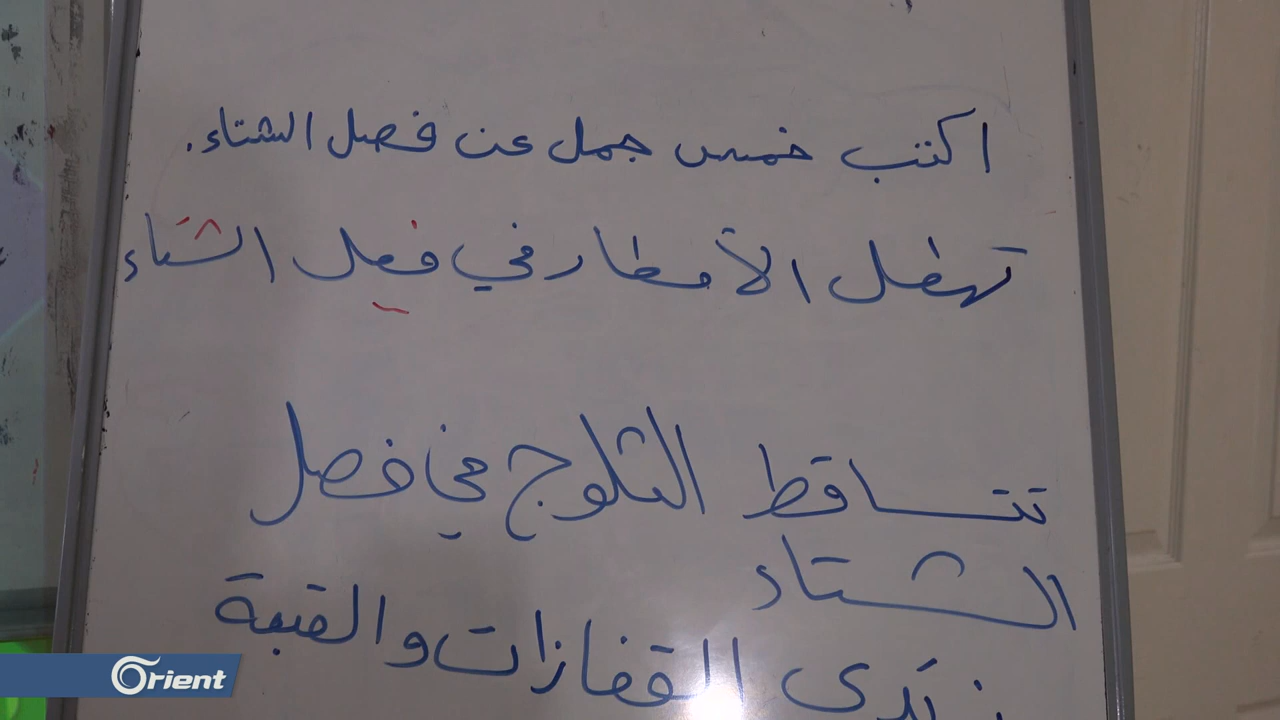 اكتب خمس جمل عن فصل الشتاء.
تهطل الأمطار في فصل الشتاء
تتساقط الثلوج في فصل
الشتاء
نرتدي القفازات والقبعة
Orient